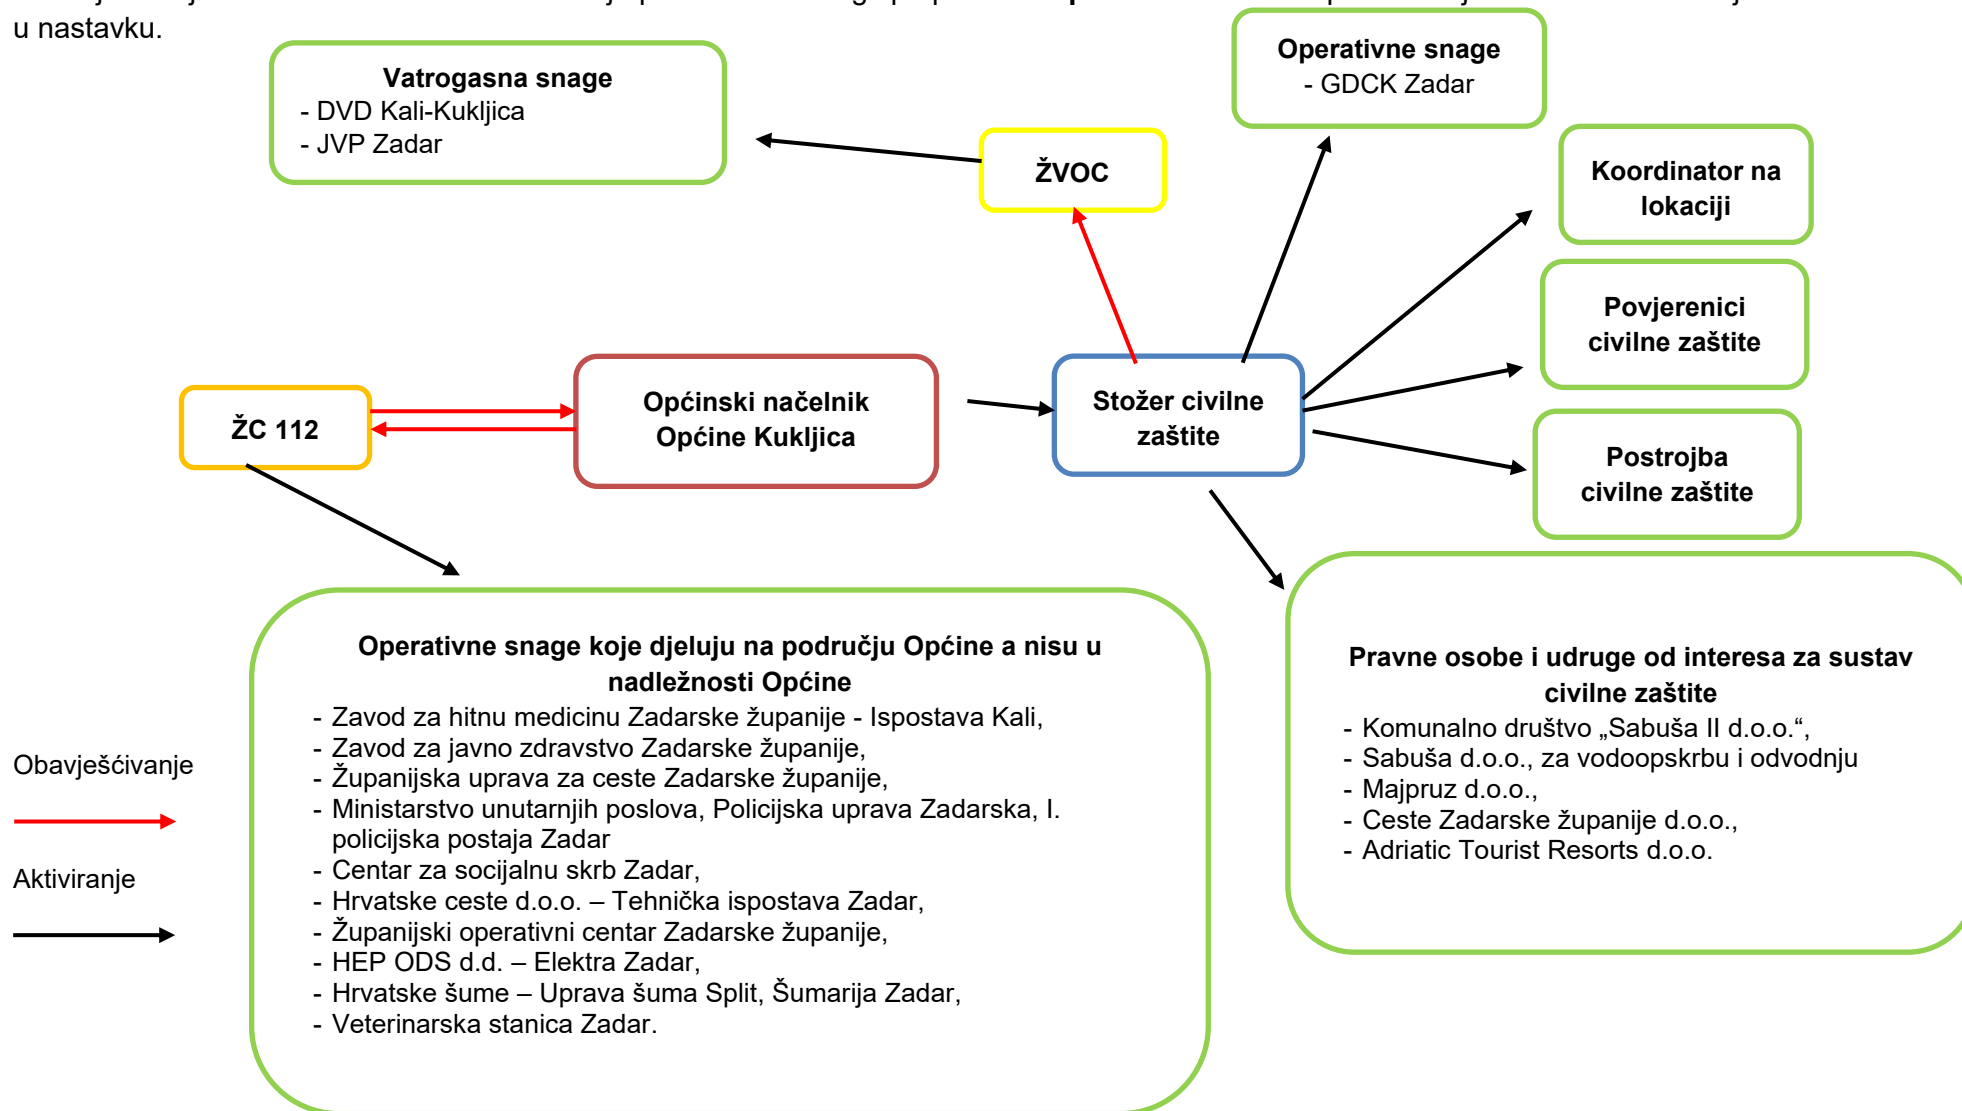 u nastavku.
Vatrogasna snage
- DVD Kali-Kukljica
- JVP Zadar
Operativne snage
- GDCK Zadar
ŽVOC
Koordinator na
lokaciji
Povjerenici
civilne zaštite
ŽC 112
Općinski načelnik
Općine Kukljica
Stožer civilne
zaštite
Postrojba
civilne zaštite
Operativne snage koje djeluju na području Općine a nisu u
nadležnosti Općine
- Zavod za hitnu medicinu Zadarske županije - Ispostava Kali,
- Zavod za javno zdravstvo Zadarske županije,
- Županijska uprava za ceste Zadarske županije,
- Ministarstvo unutarnjih poslova, Policijska uprava Zadarska, I.
policijska postaja Zadar
- Centar za socijalnu skrb Zadar,
- Hrvatske ceste d.o.o. – Tehnička ispostava Zadar,
- Županijski operativni centar Zadarske županije,
- HEP ODS d.d. – Elektra Zadar,
- Hrvatske šume – Uprava šuma Split, Šumarija Zadar,
- Veterinarska stanica Zadar.
Pravne osobe i udruge od interesa za sustav
civilne zaštite
- Komunalno društvo „Sabuša II d.o.o.“,
- Sabuša d.o.o., za vodoopskrbu i odvodnju
- Majpruz d.o.o.,
- Ceste Zadarske županije d.o.o.,
- Adriatic Tourist Resorts d.o.o.
Obavješćivanje
Aktiviranje